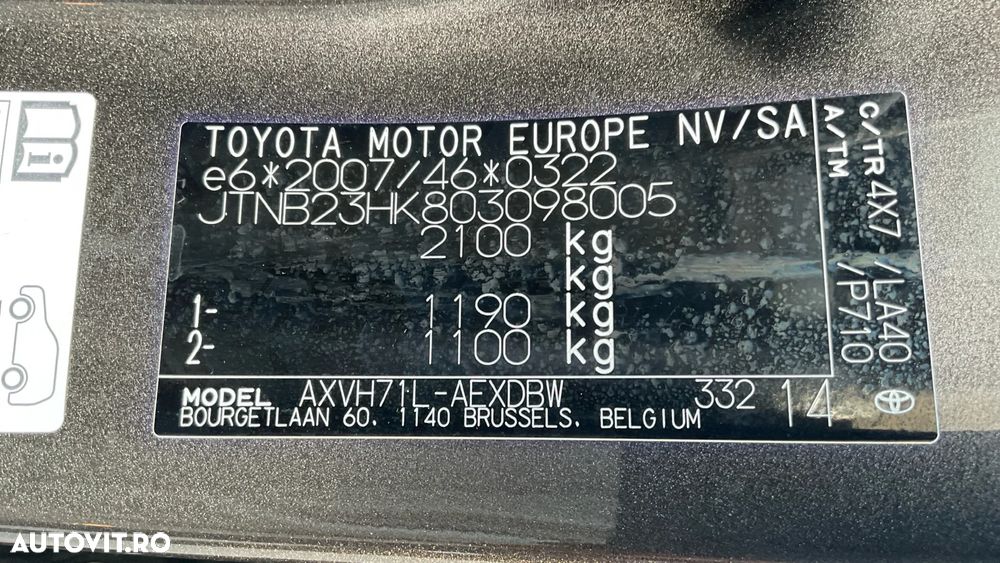 TOYOTA MOTOR EUROPE NV/SA
e6*2007/46*0322
JTNB23HK803098005
2100 kg
kg
1- 1190 kg
2- 1100 kg
MODEL AXVH71L-AEXDBW 332 14
BOURGETLAAN 60, 1140 BRUSSELS, BELGIUM
C/TR 4X7 /LA40
A/TM /P710
AUTOVIT.RO